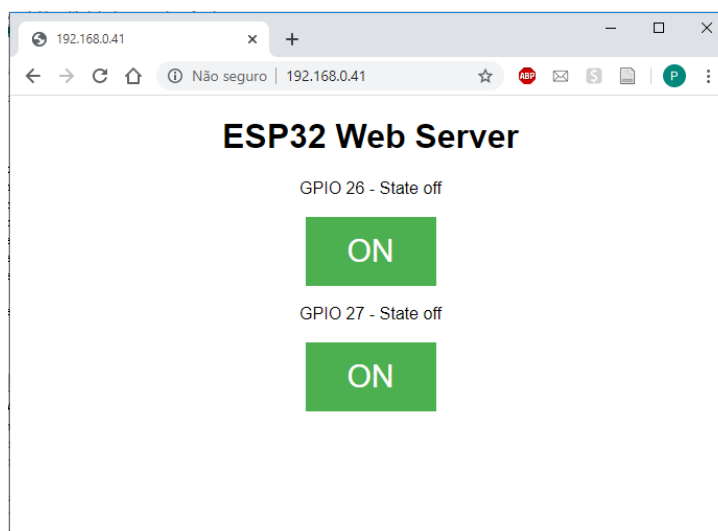 192.168.0.41
Não seguro | 192.168.0.41
ABP
$
P
ESP32 Web Server
GPIO 26 - State off
ON
GPIO 27 - State off
ON